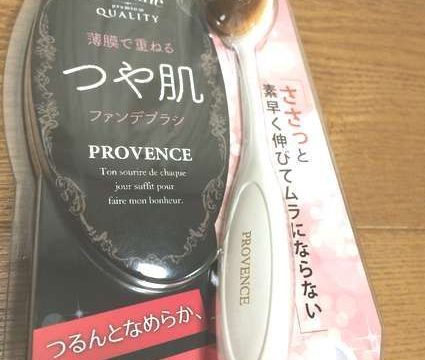 premium
QUALITY
薄膜で重ねる
つや肌
ファンデブラシ
PROVENCE
Ton sourire de chaque
jour suffit pour
faire mon bonheur.
「ささっと
素早く伸びてムラにならない」
PROVENCE
つるんとなめらか、